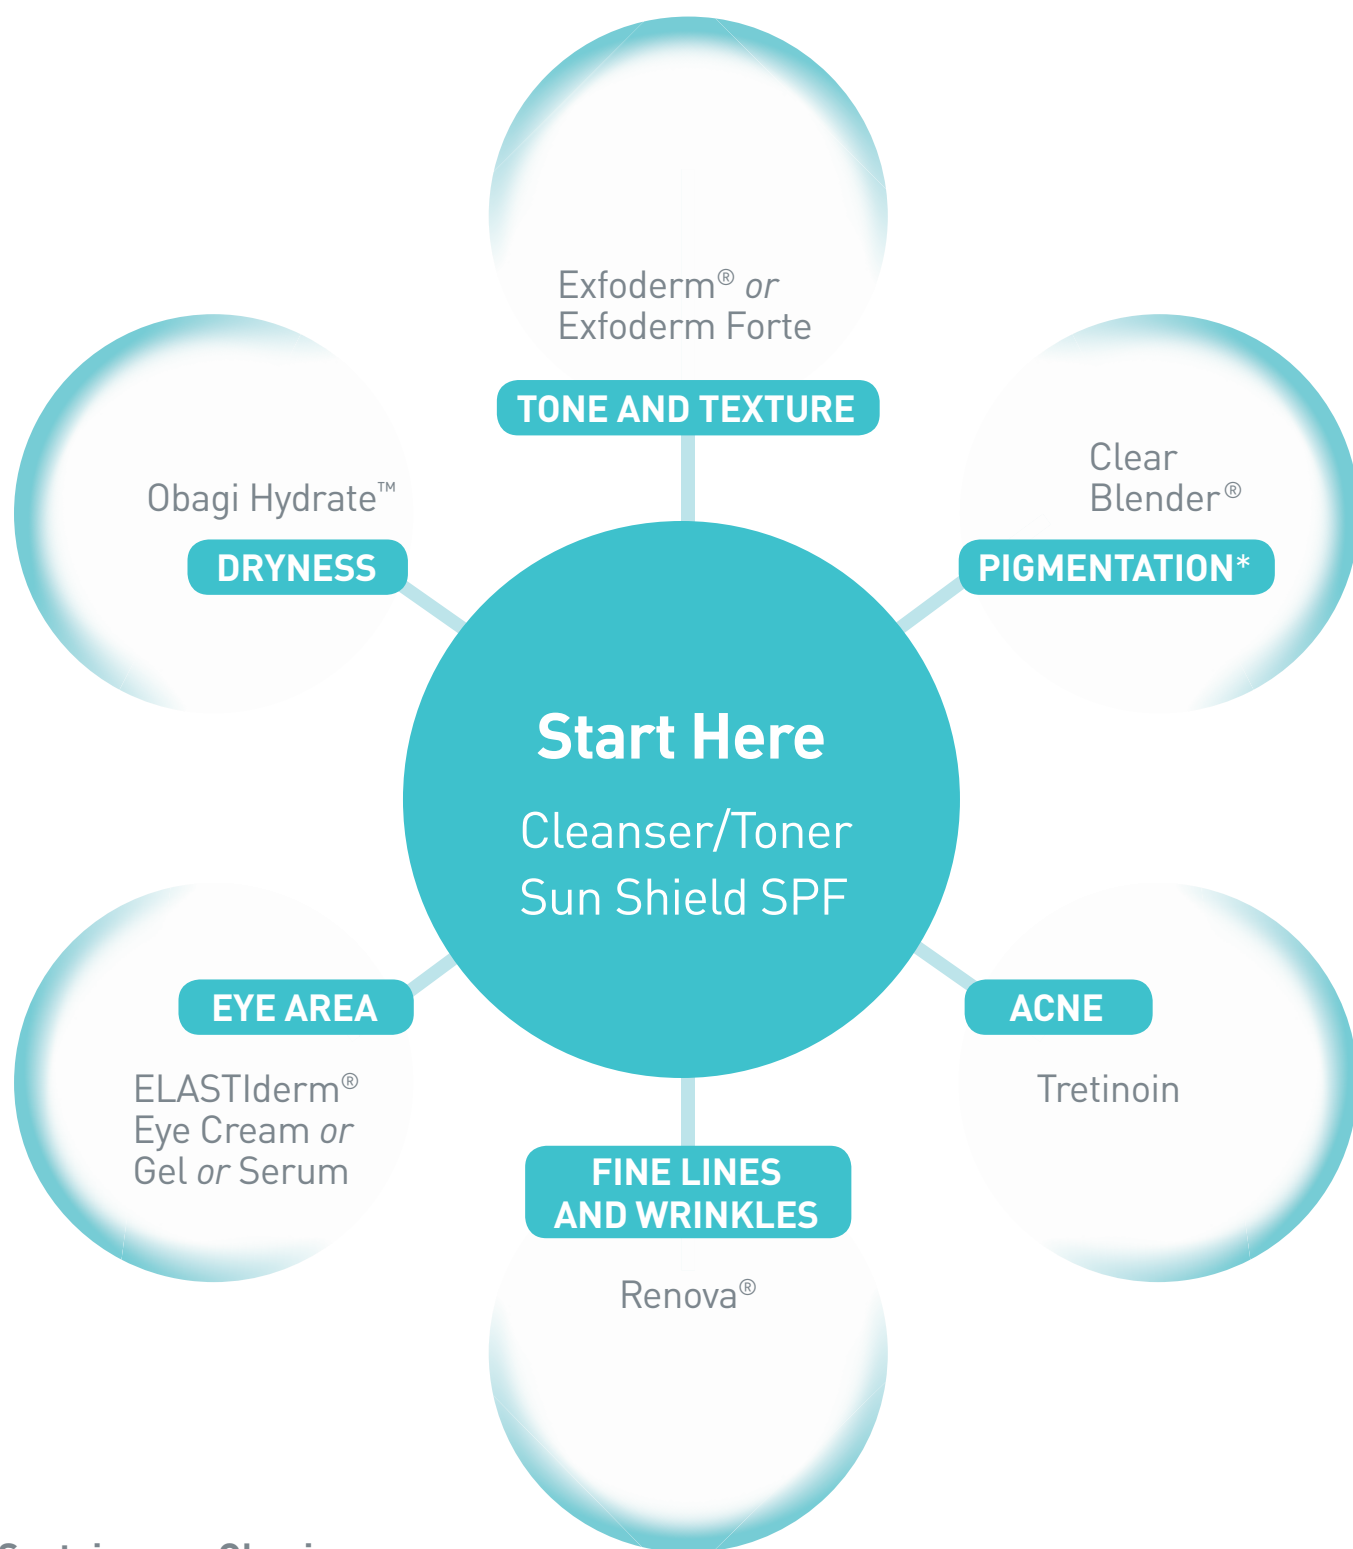 Exfoderm® or
Exfoderm Forte
TONE AND TEXTURE
Clear
Blender®
PIGMENTATION*
Obagi Hydrate™
DRYNESS
Start Here
Cleanser/Toner
Sun Shield SPF
EYE AREA
ELASTIderm®
Eye Cream or
Gel or Serum
ACNE
Tretinoin
FINE LINES
AND WRINKLES
Renova®